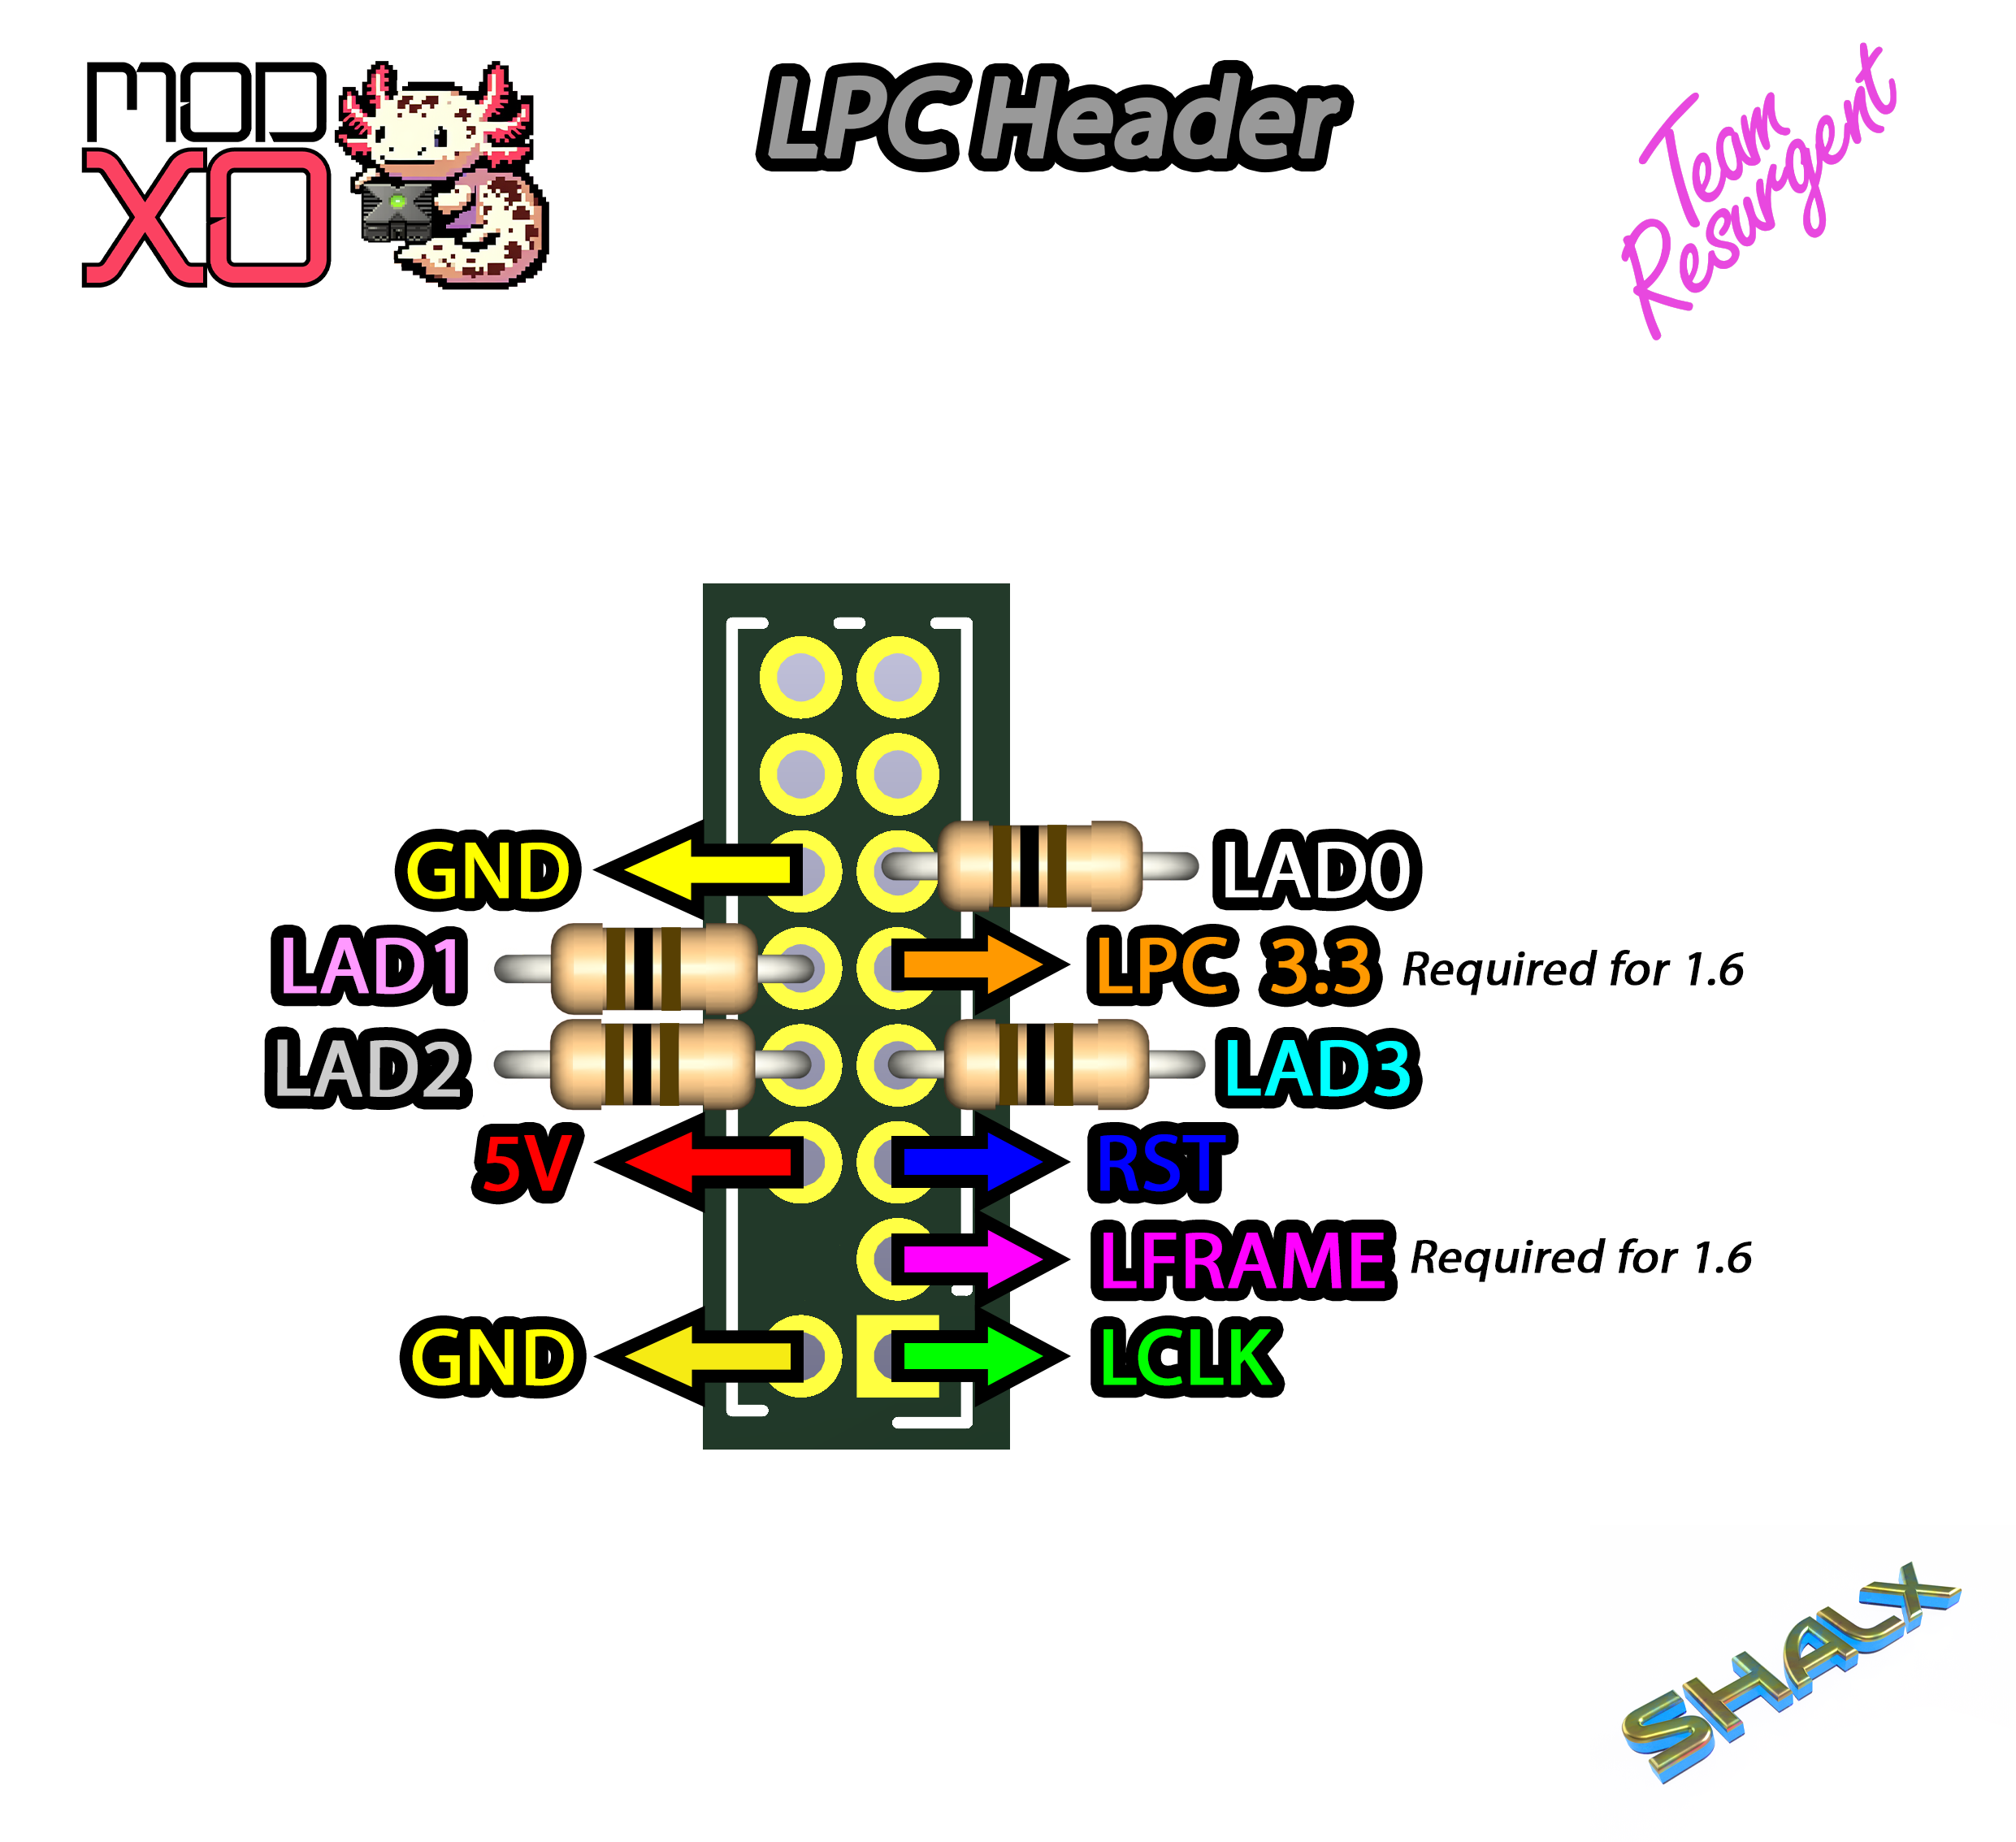 MOD
XO
LPC Header
Team
Resurgent
GND
LAD0
LAD1
LPC 3.3 Required for 1.6
LAD2
LAD3
5V
RST
LFRAME Required for 1.6
GND
LCLK
SHALX